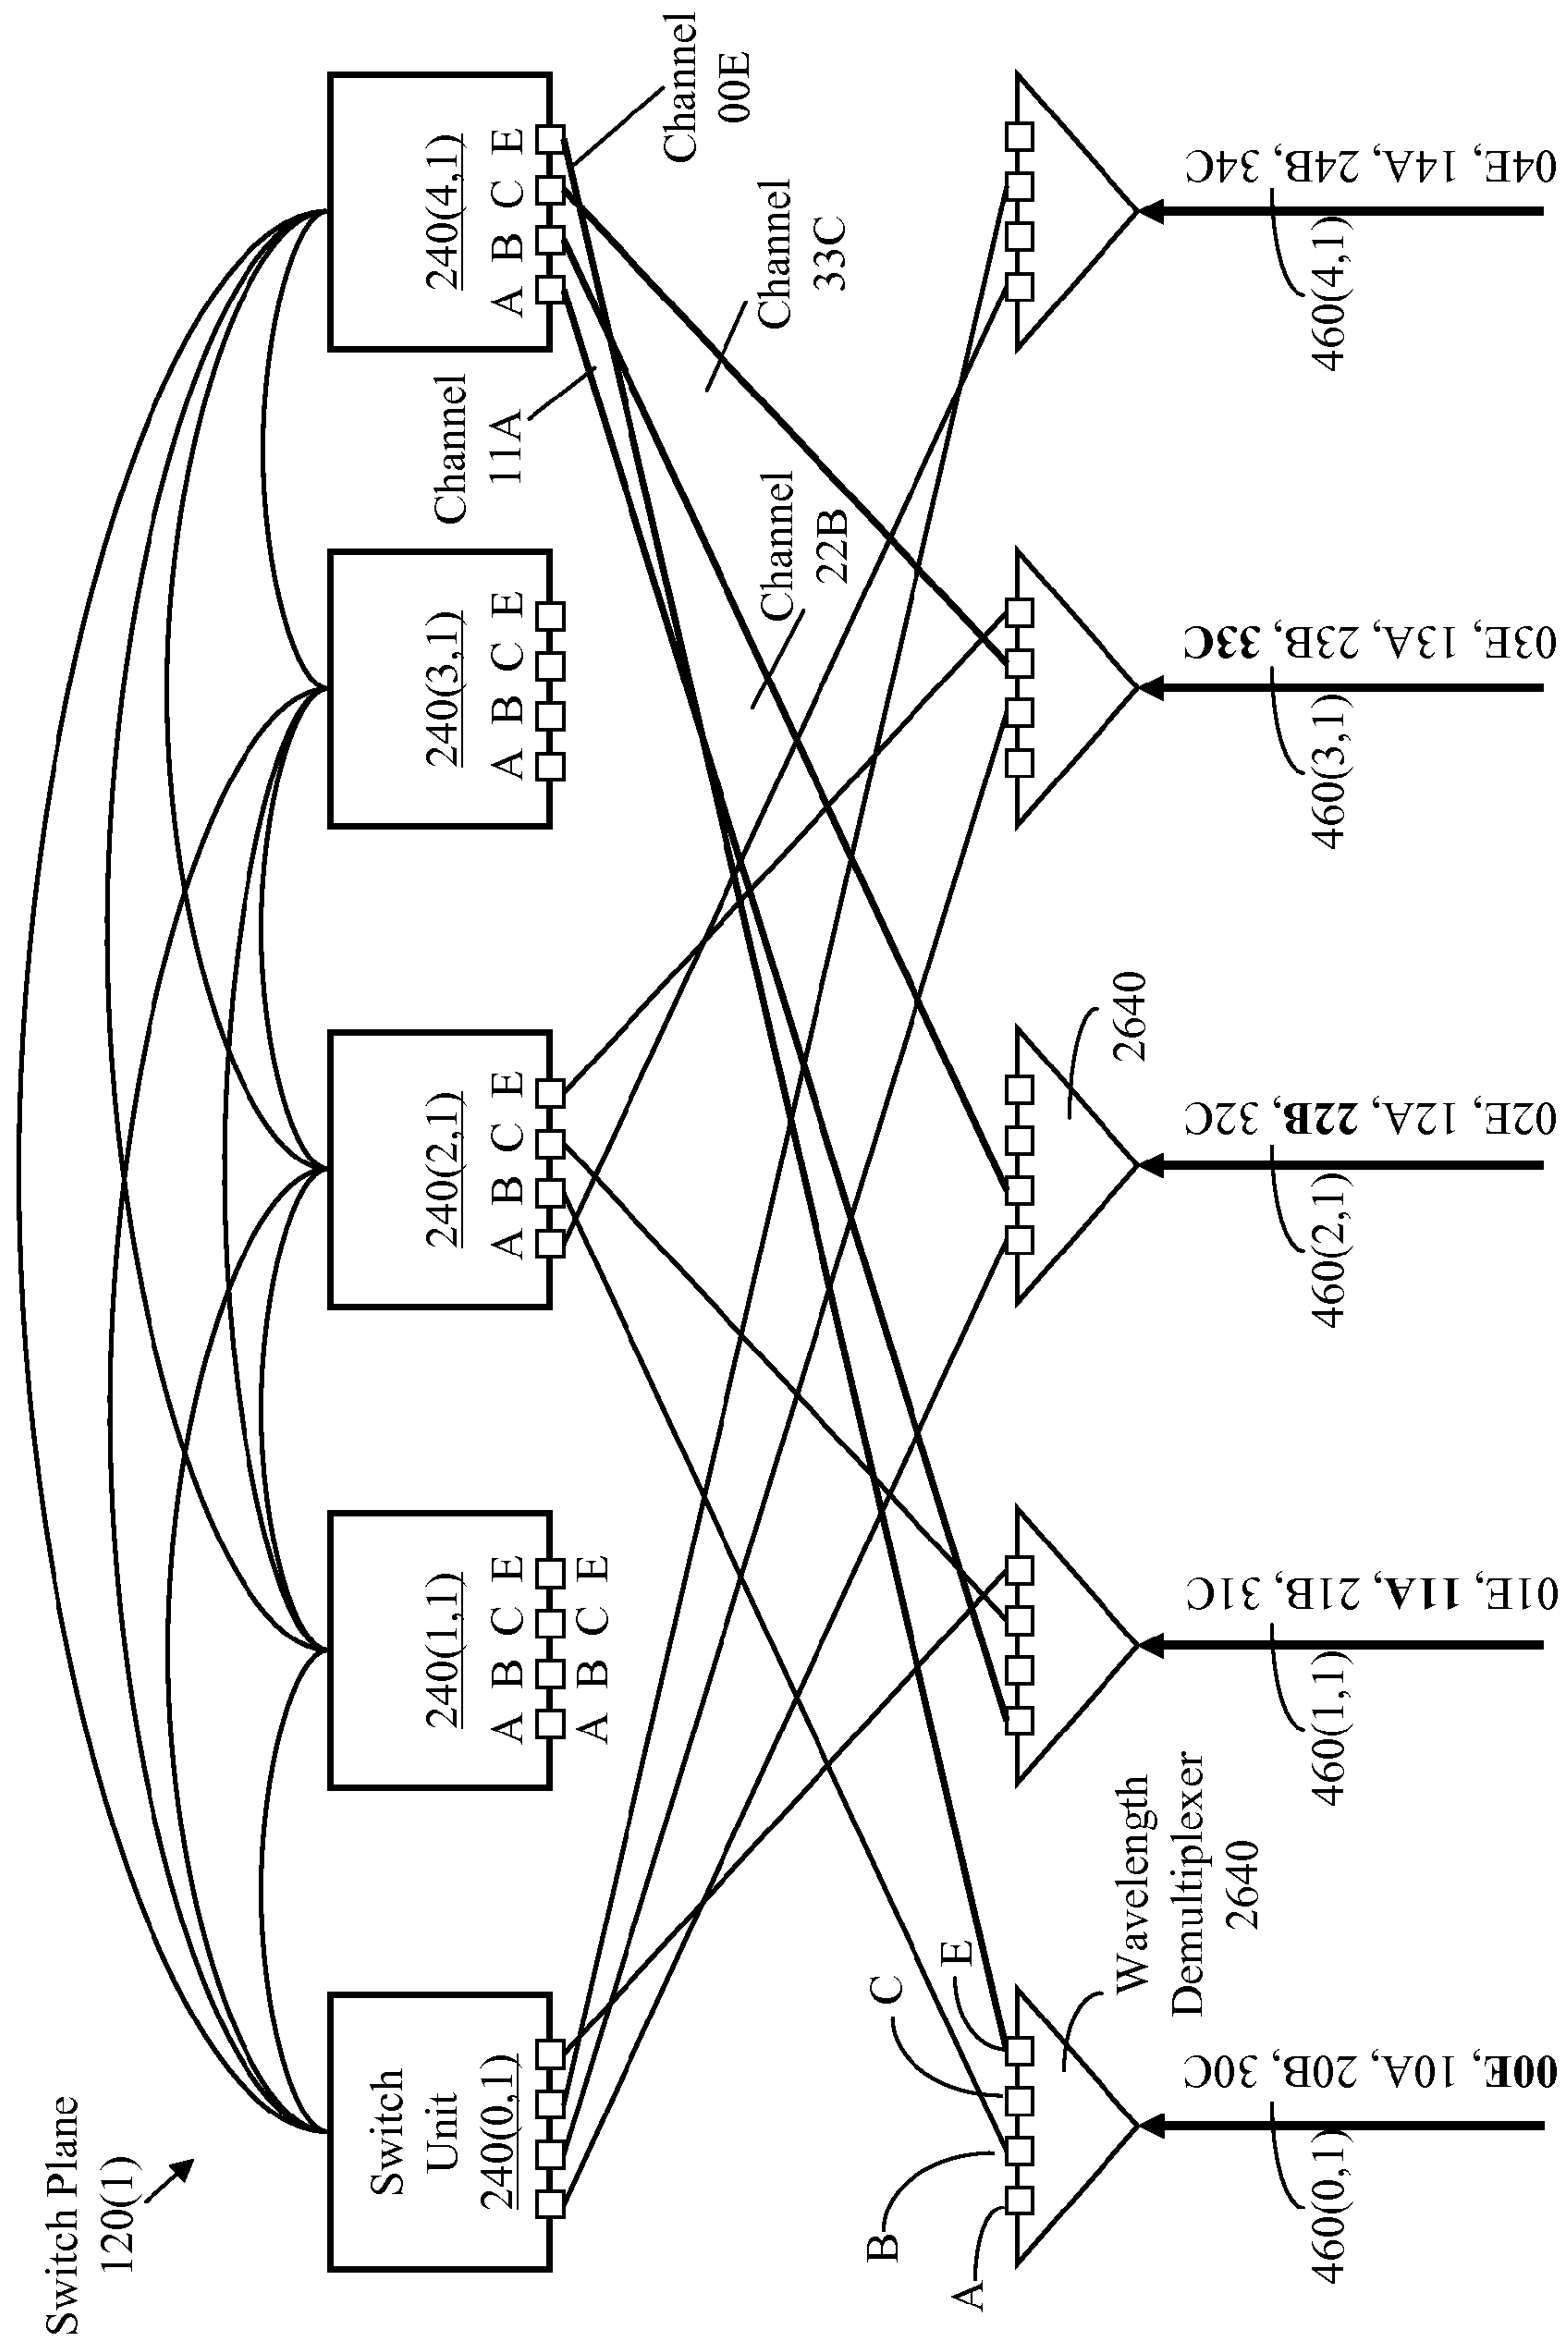 Switch Plane
120(1)
Switch
Unit
240(0,1)
240(1,1)
A B C E
A B C E
240(2,1)
A B C E
240(3,1)
A B C E
240(4,1)
A B C E
Channel
11A
Channel
00E
Channel
22B
Channel
33C
A
B
C
E
Wavelength
Demultiplexer
2640
2640
460(0,1)
00E, 10A, 20B, 30C
460(1,1)
01E, 11A, 21B, 31C
460(2,1)
02E, 12A, 22B, 32C
460(3,1)
03E, 13A, 23B, 33C
460(4,1)
04E, 14A, 24B, 34C